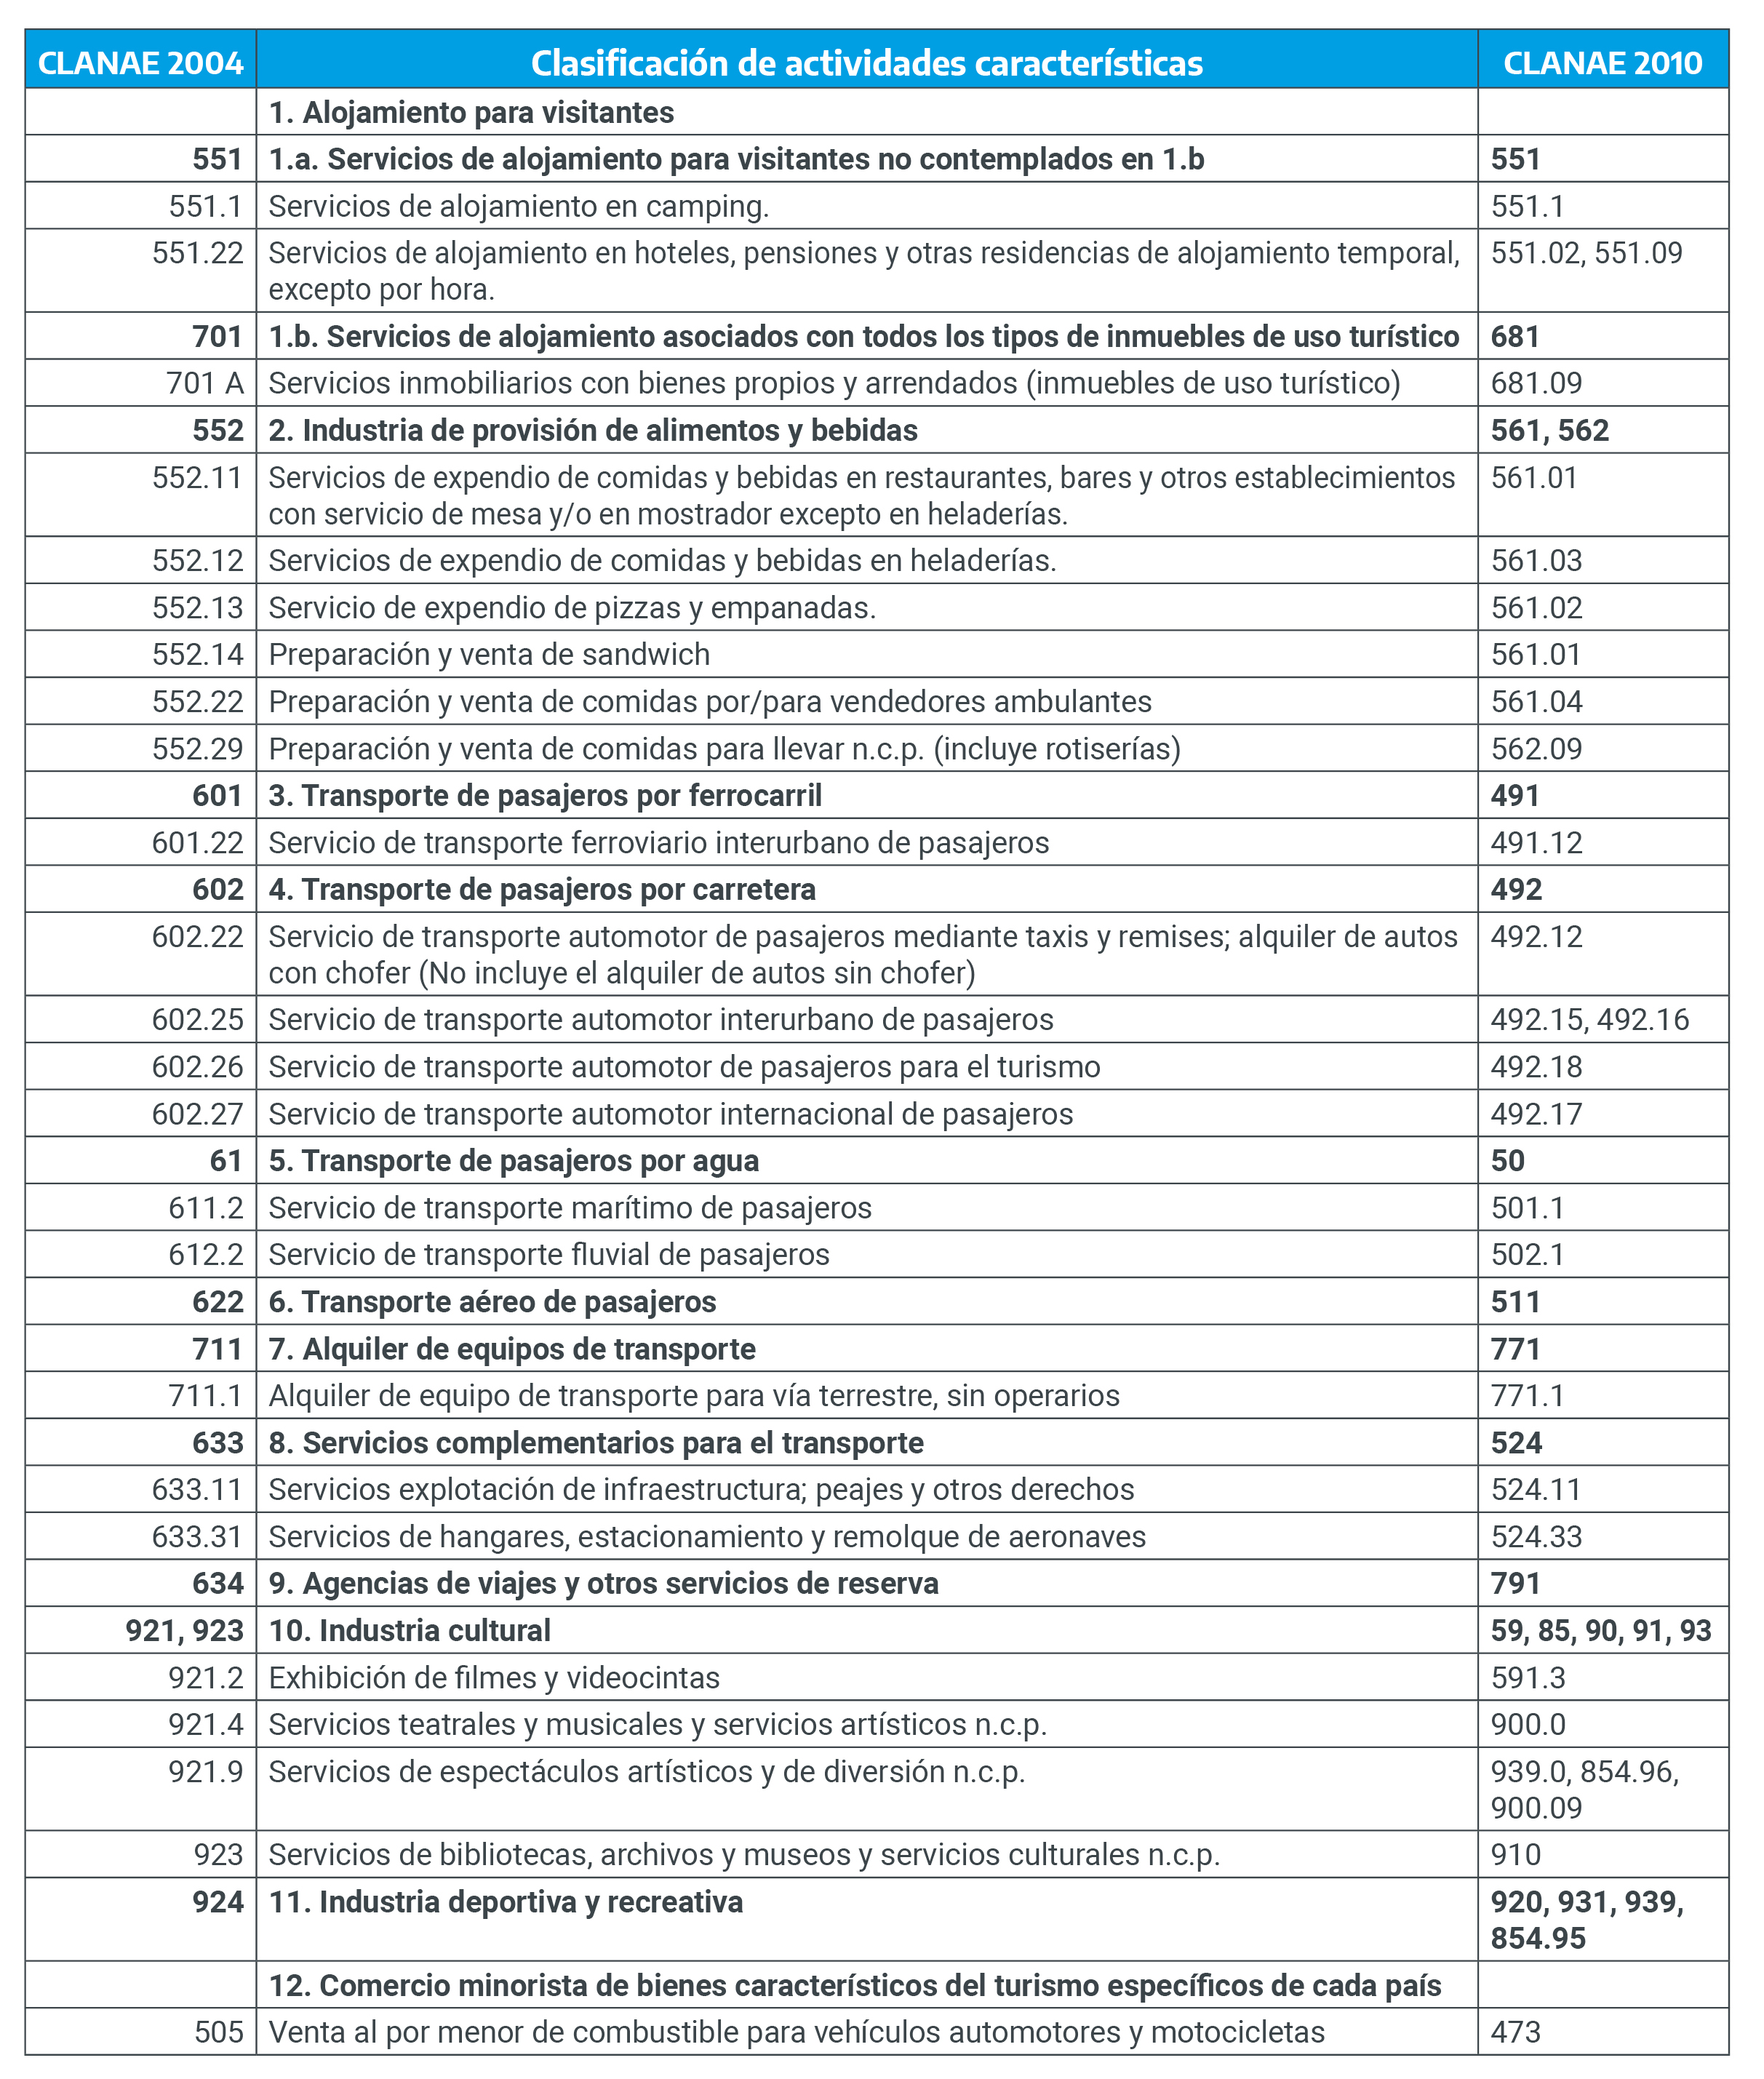 CLANAE 2004 Clasificación de actividades características CLANAE 2010
1. Alojamiento para visitantes
551 1.a. Servicios de alojamiento para visitantes no contemplados en 1.b 551
551.1 Servicios de alojamiento en camping. 551.1
551.22 Servicios de alojamiento en hoteles, pensiones y otras residencias de alojamiento temporal, 551.02, 551.09
excepto por hora.
701 1.b. Servicios de alojamiento asociados con todos los tipos de inmuebles de uso turístico 681
701 A Servicios inmobiliarios con bienes propios y arrendados (inmuebles de uso turístico) 681.09
552 2. Industria de provisión de alimentos y bebidas 561, 562
552.11 Servicios de expendio de comidas y bebidas en restaurantes, bares y otros establecimientos 561.01
con servicio de mesa y/o en mostrador excepto en heladerías.
552.12 Servicios de expendio de comidas y bebidas en heladerías. 561.03
552.13 Servicio de expendio de pizzas y empanadas. 561.02
552.14 Preparación y venta de sandwich 561.01
552.22 Preparación y venta de comidas por/para vendedores ambulantes 561.04
552.29 Preparación y venta de comidas para llevar n.c.p. (incluye rotiserías) 562.09
601 3. Transporte de pasajeros por ferrocarril 491
601.22 Servicio de transporte ferroviario interurbano de pasajeros 491.12
602 4. Transporte de pasajeros por carretera 492
602.22 Servicio de transporte automotor de pasajeros mediante taxis y remises; alquiler de autos 492.12
con chofer (No incluye el alquiler de autos sin chofer)
602.25 Servicio de transporte automotor interurbano de pasajeros 492.15, 492.16
602.26 Servicio de transporte automotor de pasajeros para el turismo 492.18
602.27 Servicio de transporte automotor internacional de pasajeros 492.17
61 5. Transporte de pasajeros por agua 50
611.2 Servicio de transporte marítimo de pasajeros 501.1
612.2 Servicio de transporte fluvial de pasajeros 502.1
622 6. Transporte aéreo de pasajeros 511
711 7. Alquiler de equipos de transporte 771
711.1 Alquiler de equipo de transporte para vía terrestre, sin operarios 771.1
633 8. Servicios complementarios para el transporte 524
633.11 Servicios explotación de infraestructura; peajes y otros derechos 524.11
633.31 Servicios de hangares, estacionamiento y remolque de aeronaves 524.33
634 9. Agencias de viajes y otros servicios de reserva 791
921, 923 10. Industria cultural 59, 85, 90, 91, 93
921.2 Exhibición de filmes y videocintas 591.3
921.4 Servicios teatrales y musicales y servicios artísticos n.c.p. 900.0
921.9 Servicios de espectáculos artísticos y de diversión n.c.p. 939.0, 854.96,
900.09
923 Servicios de bibliotecas, archivos y museos y servicios culturales n.c.p. 910
924 11. Industria deportiva y recreativa 920, 931, 939,
854.95
12. Comercio minorista de bienes característicos del turismo específicos de cada país
505 Venta al por menor de combustible para vehículos automotores y motocicletas 473